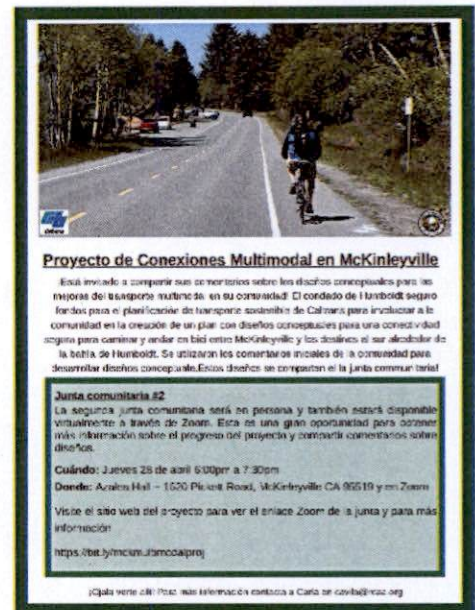 Proyecto de Conexiones Multimodal en McKinleyville
¡Está invitado a compartir sus comentarios sobre los diseños conceptuales para las
mejoras del transporte multimodal en su comunidad! El condado de Humboldt seguro
fondos para el planificación de transporte sostenible de Caltrans para involucrar a la
comunidad en la creación de un plan con diseños conceptuales para una conectividad
segura para caminar y andar en bici entre McKinleyville y los destinos al sur alrededor de
la bahía de Humboldt. Se utilizaron los comentarios iniciales de la comunidad para
desarrollar diseños conceptuale.Estos diseños se comparten el la junta communitaria!
Junta comunitaria #2
La segunda junta comunitaria será en persona y también estará disponible
virtualmente a través de Zoom. Esta es una gran oportunidad para obtener
más información sobre el progreso del proyecto y compartir comentarios sobre
diseños.
Cuándo: Jueves 28 de abril 6:00pm a 7:30pm
Donde: Azalea Hall – 1620 Pickett Road, McKinleyville CA 95519 y en Zoom
Visite el sitio web del proyecto para ver el enlace Zoom de la junta y para más
información
https://bit.ly/mckmultimodalproj
¡Ojala verte allí! Para más información contacta a Carla en cavila@rcaa.org